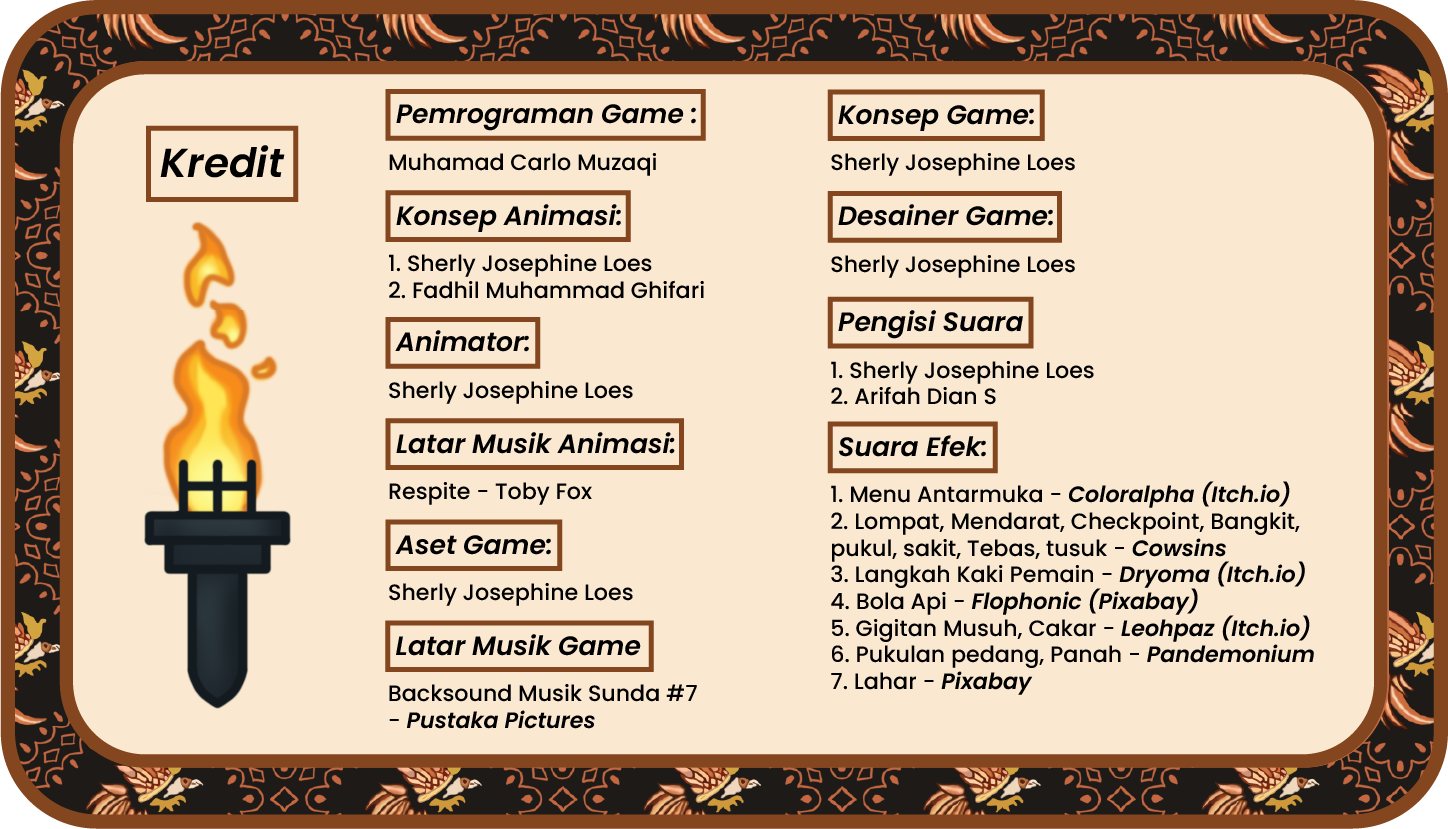 Kredit
Pemrograman Game :
Muhamad Carlo Muzaqi
Konsep Animasi:
1. Sherly Josephine Loes
2. Fadhil Muhammad Ghifari
Animator:
Sherly Josephine Loes
Latar Musik Animasi:
Respite - Toby Fox
Aset Game:
Sherly Josephine Loes
Latar Musik Game
Backsound Musik Sunda #7
- Pustaka Pictures
Konsep Game:
Sherly Josephine Loes
Desainer Game:
Sherly Josephine Loes
Pengisi Suara
1. Sherly Josephine Loes
2. Arifah Dian S
Suara Efek:
1. Menu Antarmuka - Coloralpha (Itch.io)
2. Lompat, Mendarat, Checkpoint, Bangkit,
pukul, sakit, Tebas, tusuk - Cowsins
3. Langkah Kaki Pemain - Dryoma (Itch.io)
4. Bola Api - Flophonic (Pixabay)
5. Gigitan Musuh, Cakar - Leohpaz (Itch.io)
6. Pukulan pedang, Panah - Pandemonium
7. Lahar - Pixabay